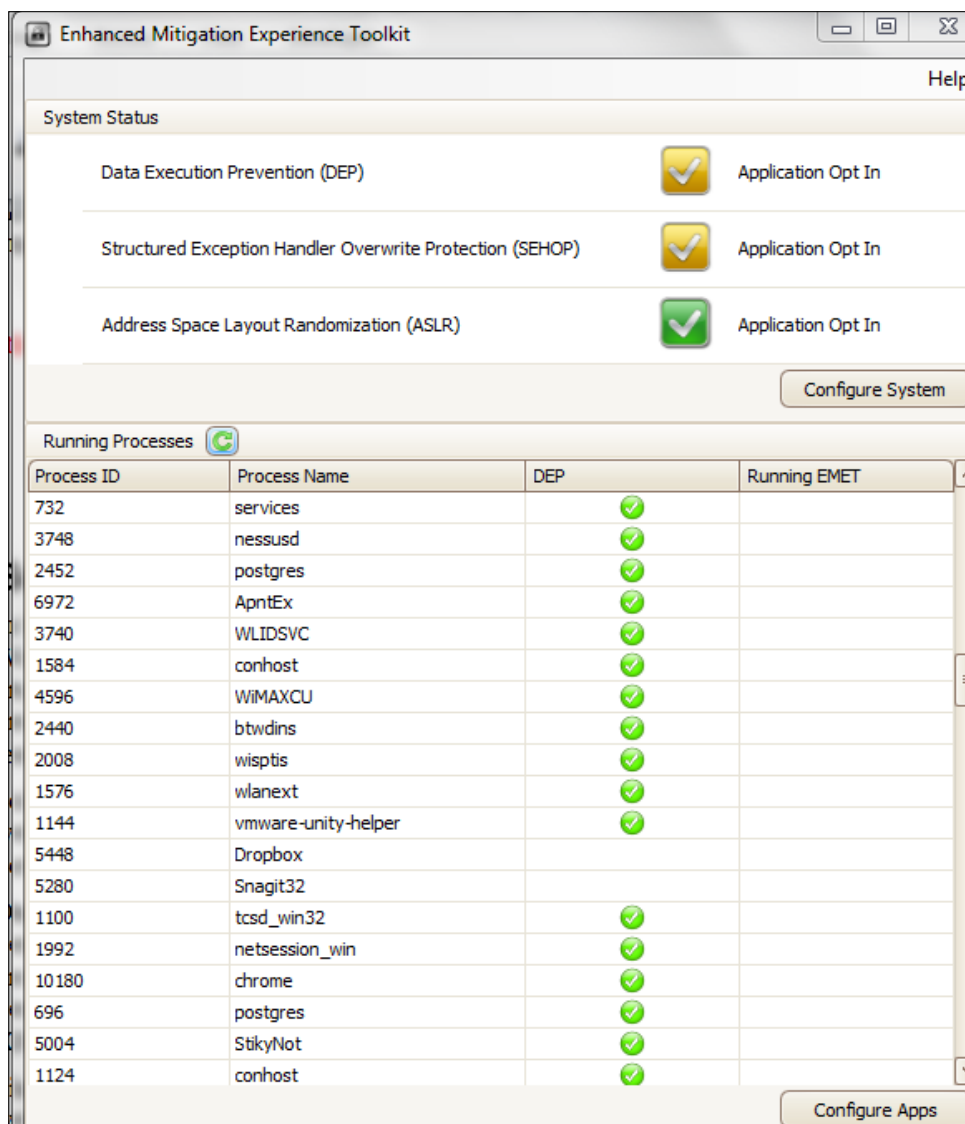 Enhanced Mitigation Experience Toolkit
Help
System Status
Data Execution Prevention (DEP) Application Opt In
Structured Exception Handler Overwrite Protection (SEHOP) Application Opt In
Address Space Layout Randomization (ASLR) Application Opt In
Configure System
Running Processes
Process ID Process Name DEP Running EMET
732 services
3748 nessusd
2452 postgres
6972 ApntEx
3740 WLIDSVC
1584 conhost
4596 WiMAXCU
2440 btwdins
2008 wisptis
1576 wlanext
1144 vmware-unity-helper
5448 Dropbox
5280 Snagit32
1100 tcsd_win32
1992 netsession_win
10180 chrome
696 postgres
5004 StikyNot
1124 conhost
Configure Apps